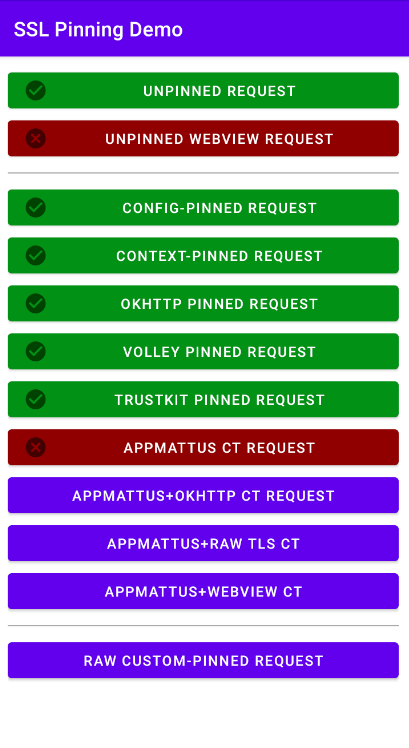 SSL Pinning Demo
UNPINNED REQUEST
UNPINNED WEBVIEW REQUEST
CONFIG-PINNED REQUEST
CONTEXT-PINNED REQUEST
OKHTTP PINNED REQUEST
VOLLEY PINNED REQUEST
TRUSTKIT PINNED REQUEST
APPMATTUS CT REQUEST
APPMATTUS+OKHTTP CT REQUEST
APPMATTUS+RAW TLS CT
APPMATTUS+WEBVIEW CT
RAW CUSTOM-PINNED REQUEST